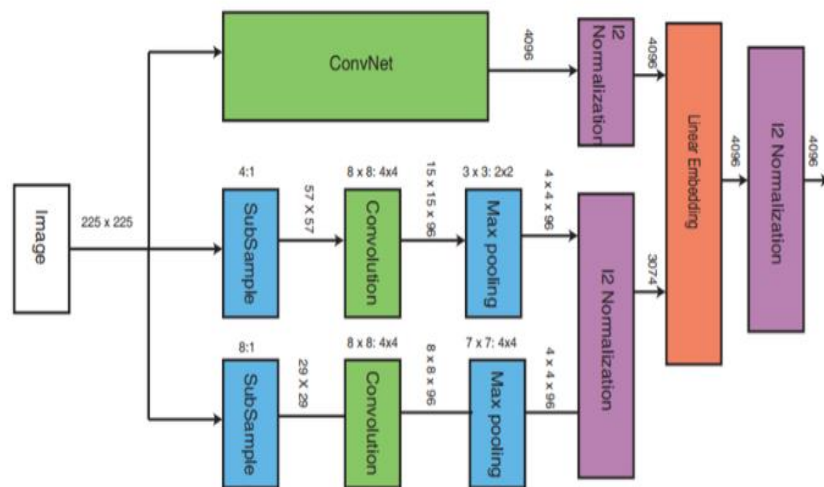 ConvNet
4096
l2
Normalization
4096
Linear Embedding
4096
l2 Normalization
4096
Image
225 x 225
4:1
SubSample
57 X 57
8 x 8: 4x4
Convolution
15 x 15 x 96
3 x 3: 2x2
Max pooling
4 x 4 x 96
l2 Normalization
3074
8:1
SubSample
29 X 29
8 x 8: 4x4
Convolution
8 x 8 x 96
7 x 7: 4x4
Max pooling
4 x 4 x 96